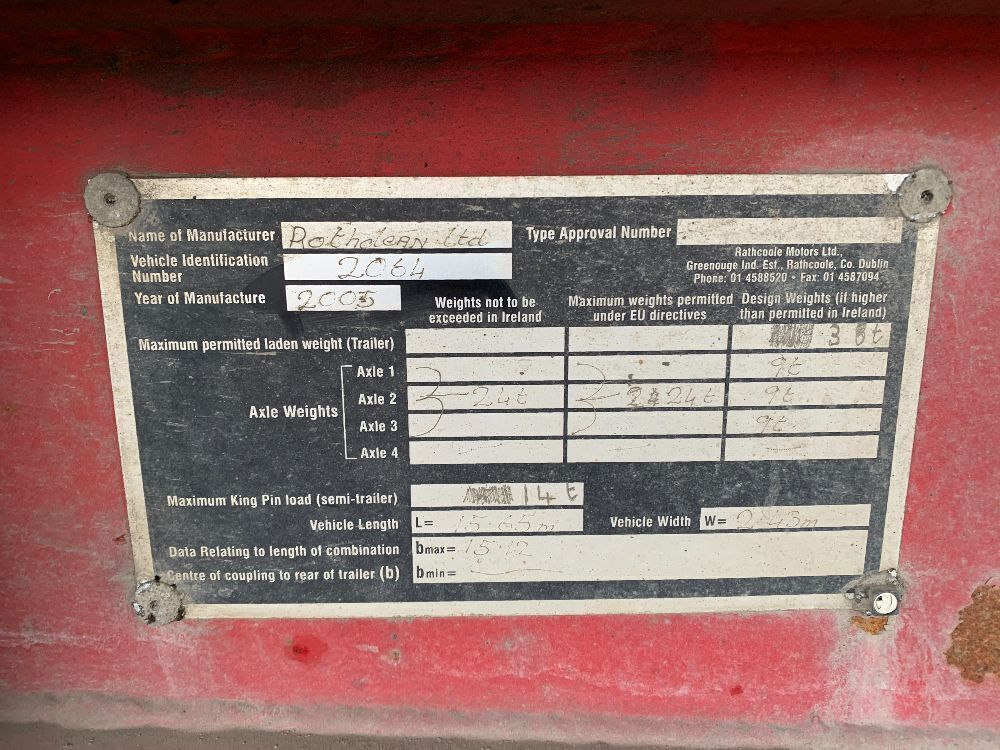 Name of Manufacturer Rothdean Ltd Type Approval Number
Rathcoole Motors Ltd.,
Greenouge Ind. Est., Rathcoole, Co. Dublin
Phone: 01 4588520 • Fax: 01 4587094
Vehicle Identification Number 2064
Year of Manufacture 2005
Weights not to be exceeded in Ireland
Maximum weights permitted under EU directives
Design Weights (if higher than permitted in Ireland)
Maximum permitted laden weight (Trailer)
Axle Weights
Axle 1 9t
Axle 2 24t 24t 9t
Axle 3 9t
Axle 4
Maximum King Pin load (semi-trailer) 14t
Vehicle Length L= 15.65m Vehicle Width W=
Data Relating to length of combination bmax= 15.12
Centre of coupling to rear of trailer (b) bmin=